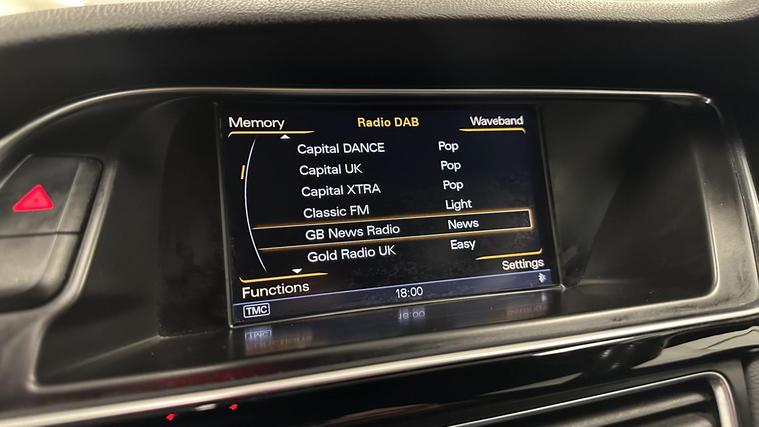 Memory Radio DAB Waveband
Capital DANCE Pop
Capital UK Pop
Capital XTRA Pop
Classic FM Light
GB News Radio News
Gold Radio UK Easy
Functions Settings
TMC 18:00